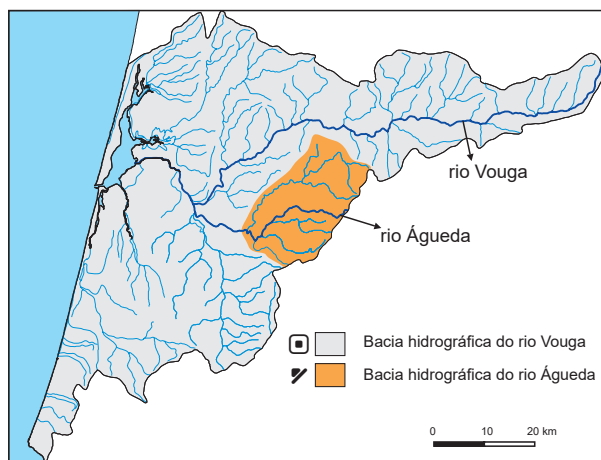 rio Vouga
rio Águeda
Bacia hidrográfica do rio Vouga
Bacia hidrográfica do rio Águeda
0 10 20 km